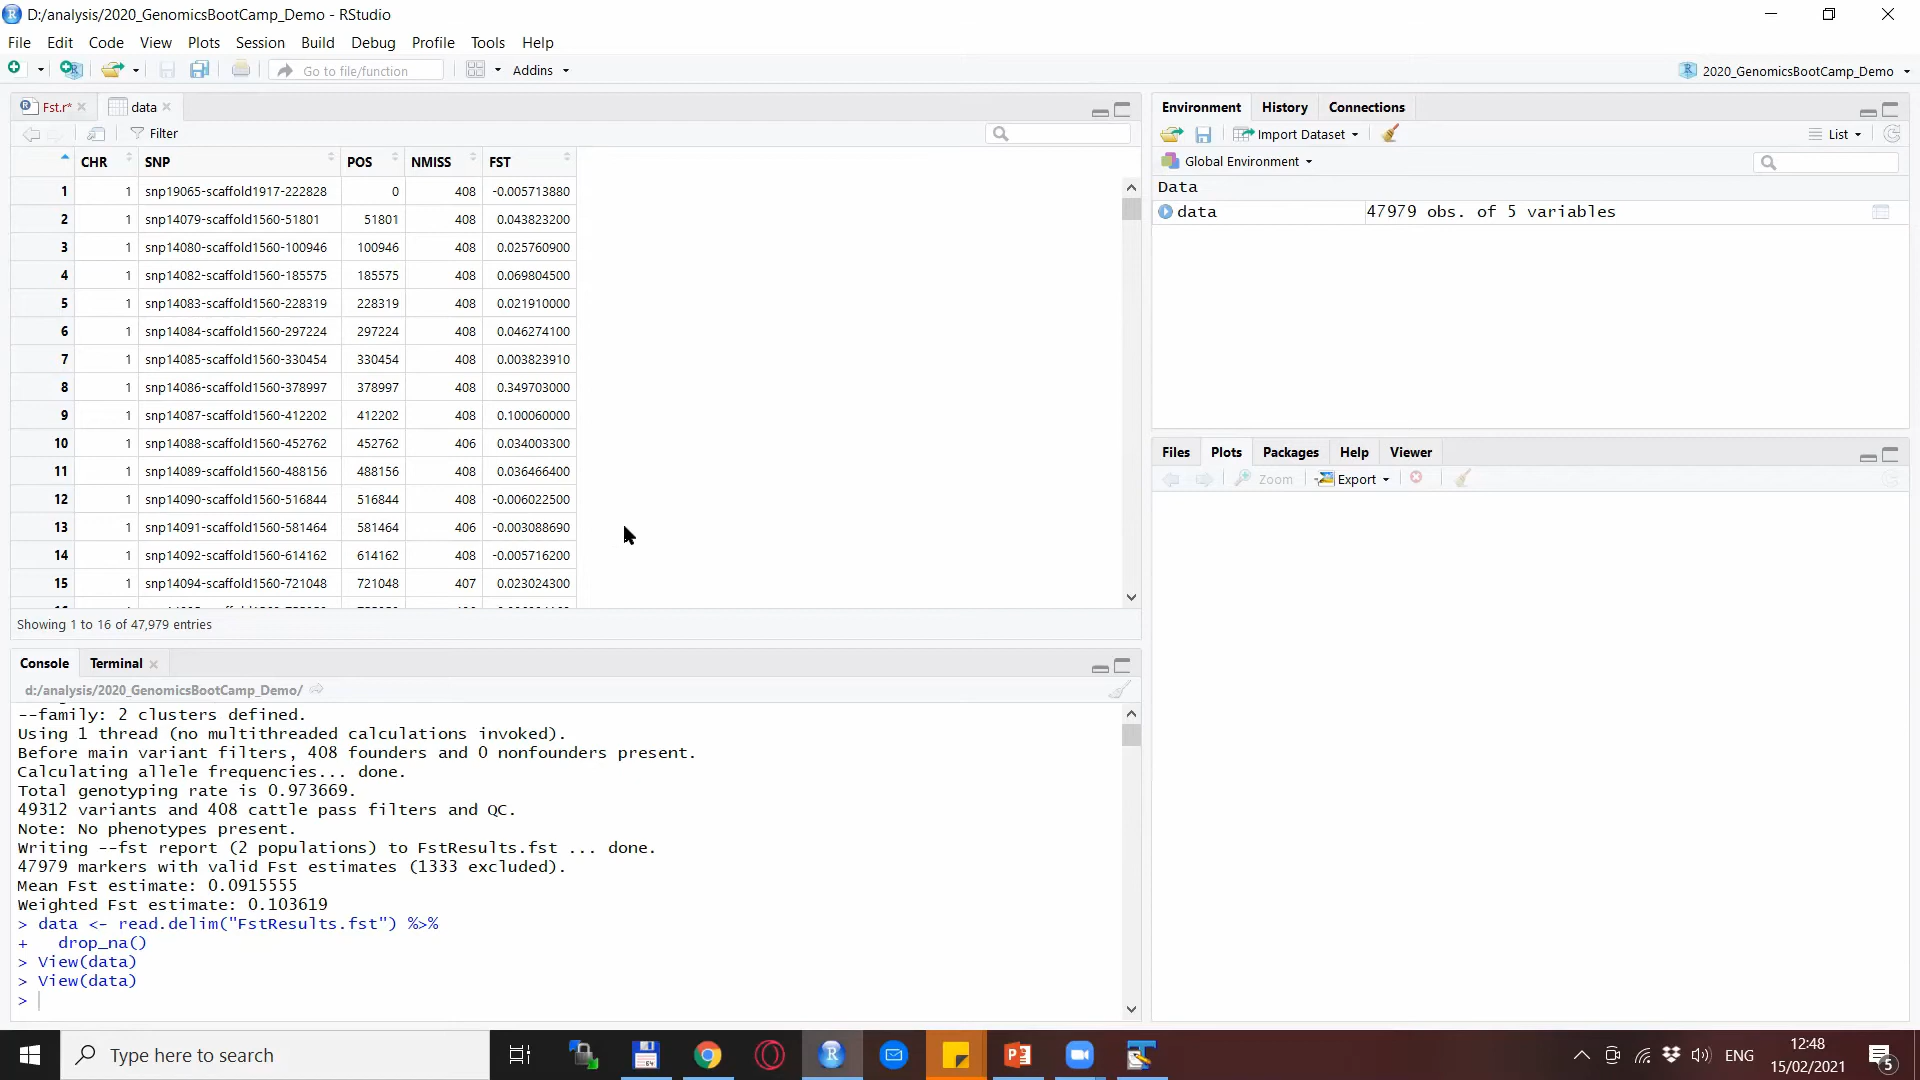 D:/analysis/2020_GenomicsBootCamp_Demo - RStudio
File Edit Code View Plots Session Build Debug Profile Tools Help
Go to file/function Addins 2020_GenomicsBootCamp_Demo
Fst.r* data
Filter
CHR SNP POS NMISS FST
1 1 snp19065-scaffold1917-222828 0 408 -0.005713880
2 1 snp14079-scaffold1560-51801 51801 408 0.043823200
3 1 snp14080-scaffold1560-100946 100946 408 0.025760900
4 1 snp14082-scaffold1560-185575 185575 408 0.069804500
5 1 snp14083-scaffold1560-228319 228319 408 0.021910000
6 1 snp14084-scaffold1560-297224 297224 408 0.046274100
7 1 snp14085-scaffold1560-330454 330454 408 0.003823910
8 1 snp14086-scaffold1560-378997 378997 408 0.349703000
9 1 snp14087-scaffold1560-412202 412202 408 0.100060000
10 1 snp14088-scaffold1560-452762 452762 406 0.034003300
11 1 snp14089-scaffold1560-488156 488156 408 0.036466400
12 1 snp14090-scaffold1560-516844 516844 408 -0.006022500
13 1 snp14091-scaffold1560-581464 581464 406 -0.003088690
14 1 snp14092-scaffold1560-614162 614162 408 -0.005716200
15 1 snp14094-scaffold1560-721048 721048 407 0.023024300
Showing 1 to 16 of 47,979 entries
Console Terminal
d:/analysis/2020_GenomicsBootCamp_Demo/
--family: 2 clusters defined.
Using 1 thread (no multithreaded calculations invoked).
Before main variant filters, 408 founders and 0 nonfounders present.
Calculating allele frequencies... done.
Total genotyping rate is 0.973669.
49312 variants and 408 cattle pass filters and QC.
Note: No phenotypes present.
Writing --fst report (2 populations) to FstResults.fst ... done.
47979 markers with valid Fst estimates (1333 excluded).
Mean Fst estimate: 0.0915555
Weighted Fst estimate: 0.103619
> data <- read.delim("FstResults.fst") %>%
+   drop_na()
> View(data)
> View(data)
>
Environment History Connections
Import Dataset List
Global Environment
Data
data 47979 obs. of 5 variables
Files Plots Packages Help Viewer
Zoom Export
Type here to search
ENG
12:48
15/02/2021
5